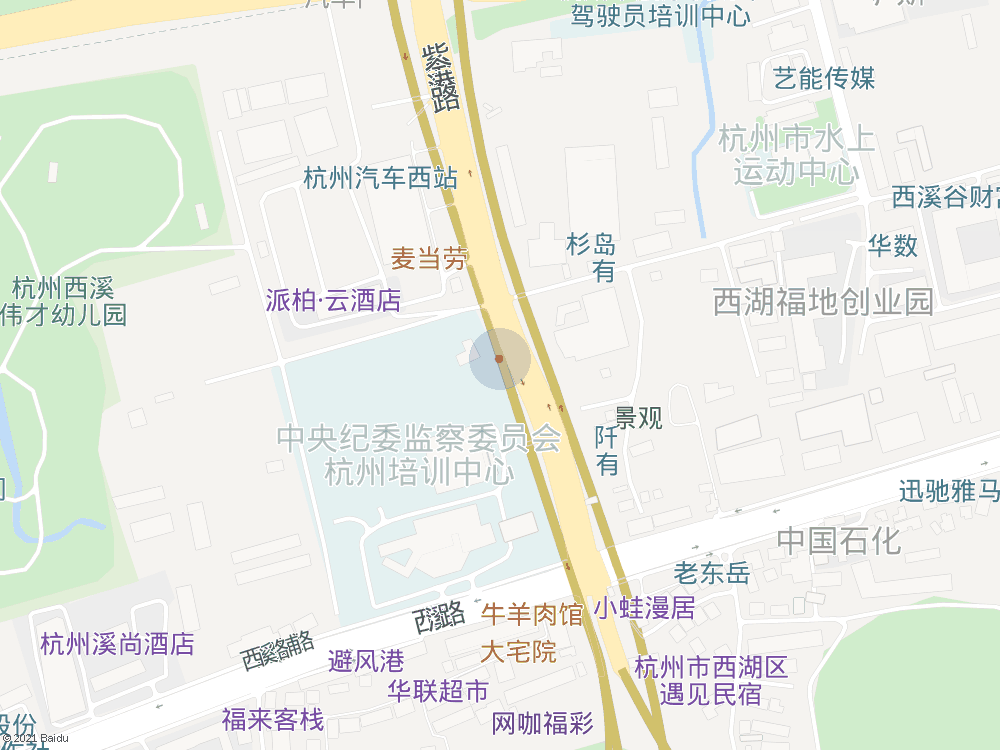 驾驶员培训中心
紫金港路
艺能传媒
杭州市水上
运动中心
杭州汽车西站
西溪谷财富
杉岛
有
华数
麦当劳
杭州西溪
伟才幼儿园
派柏·云酒店
西湖福地创业园
景观
阡
有
中央纪委监察委员会
杭州培训中心
迅驰雅马
中国石化
老东岳
小蛙漫居
西溪路
牛羊肉馆
杭州溪尚酒店
西溪路辅路
大宅院
避风港
杭州市西湖区
遇见民宿
华联超市
福来客栈
网咖福彩
股份
© 2021 Baidu